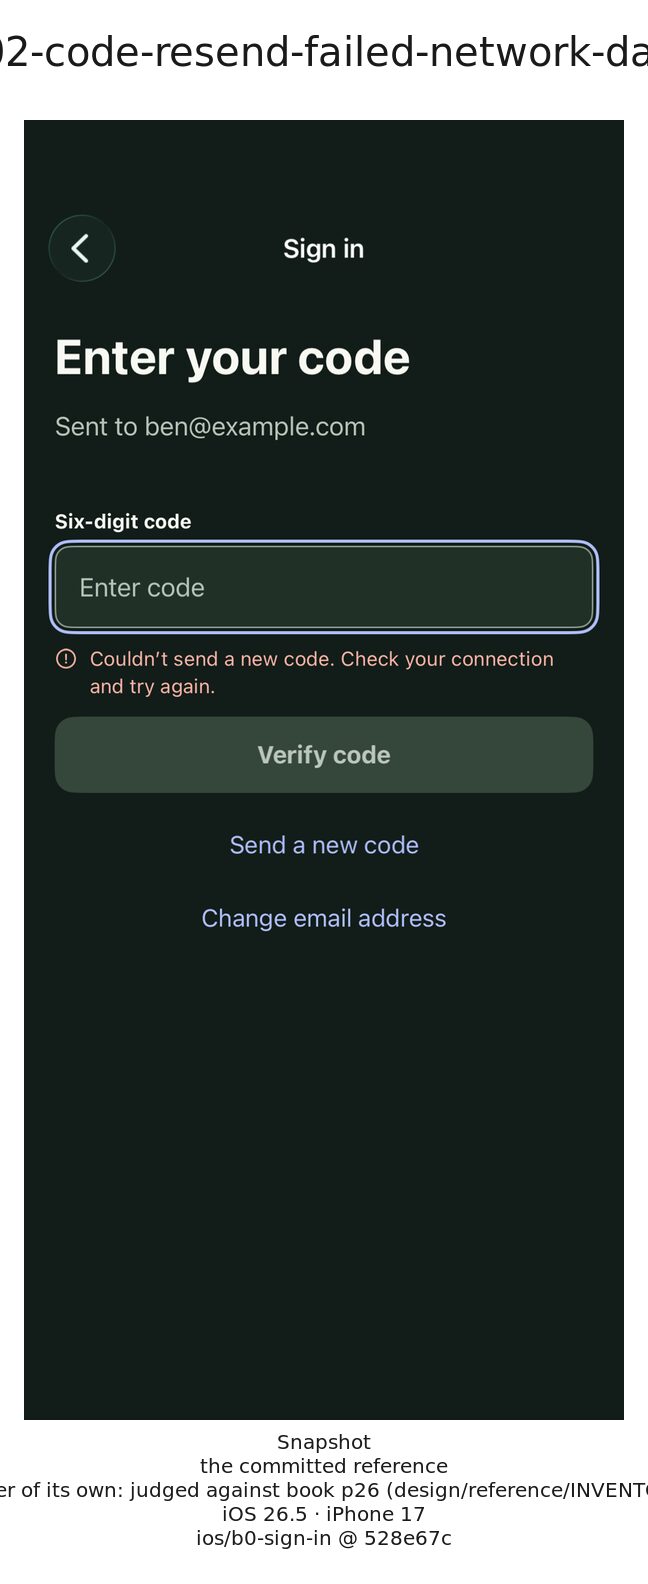 02-code-resend-failed-network-da
Sign in
Enter your code
Sent to ben@example.com
Six-digit code
Enter code
Couldn’t send a new code. Check your connection
and try again.
Verify code
Send a new code
Change email address
Snapshot
the committed reference
er of its own: judged against book p26 (design/reference/INVENTO
iOS 26.5 · iPhone 17
ios/b0-sign-in @ 528e67c